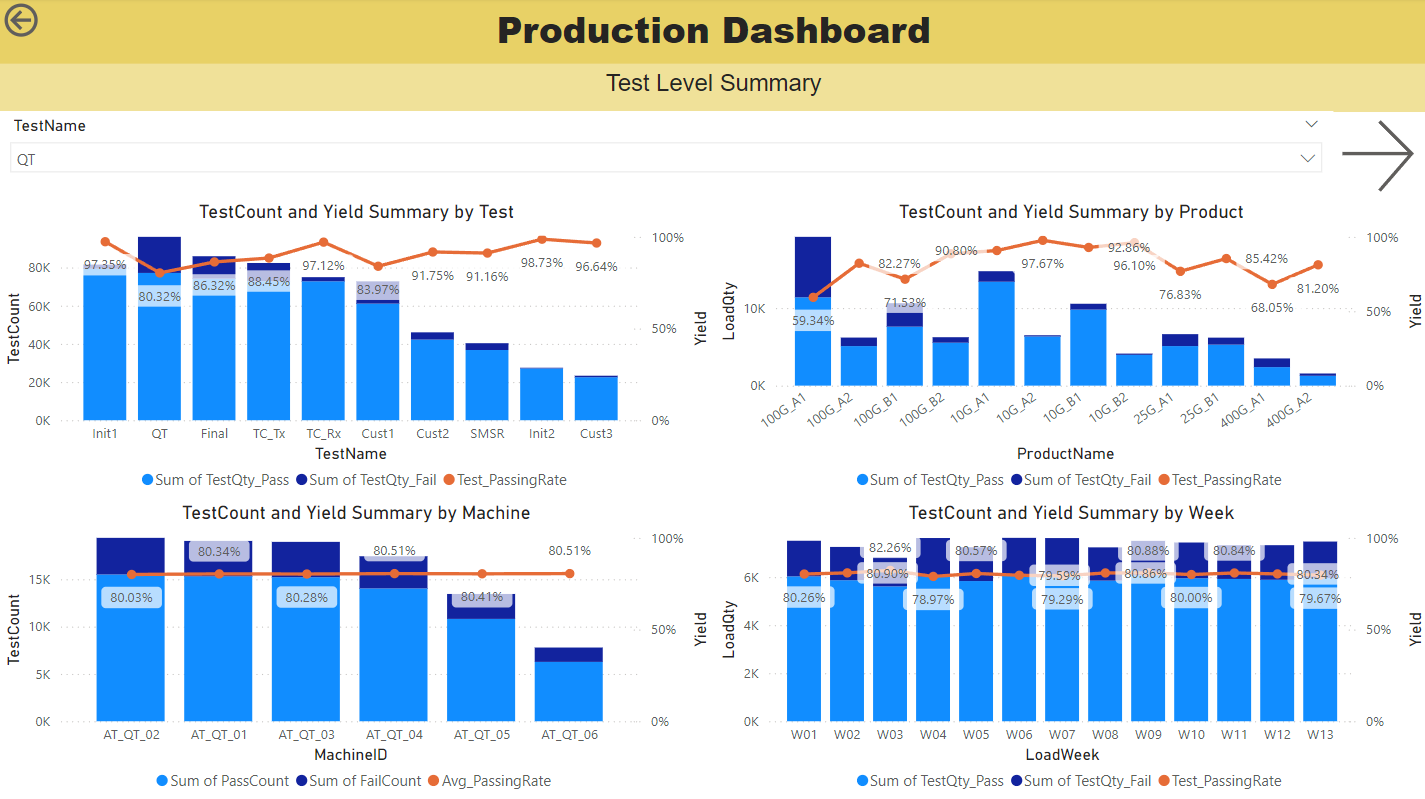 Production Dashboard
Test Level Summary
TestName
QT
TestCount and Yield Summary by Test
TestCount
80K
60K
40K
20K
0K
97.35%
80.32%
86.32%
88.45%
97.12%
83.97%
91.75%
91.16%
98.73%
96.64%
100%
50%
0%
Yield
Init1 QT Final TC_Tx TC_Rx Cust1 Cust2 SMSR Init2 Cust3
TestName
Sum of TestQty_Pass Sum of TestQty_Fail Test_PassingRate
TestCount and Yield Summary by Product
LoadQty
10K
0K
59.34%
82.27%
71.53%
90.80%
97.67%
92.86%
96.10%
76.83%
85.42%
68.05%
81.20%
100%
50%
0%
Yield
100G_A1 100G_A2 100G_B1 100G_B2 10G_A1 10G_A2 10G_B1 10G_B2 25G_A1 25G_B1 400G_A1 400G_A2
ProductName
Sum of TestQty_Pass Sum of TestQty_Fail Test_PassingRate
TestCount and Yield Summary by Machine
TestCount
15K
10K
5K
0K
80.03%
80.34%
80.28%
80.51%
80.41%
80.51%
100%
50%
0%
Yield
AT_QT_02 AT_QT_01 AT_QT_03 AT_QT_04 AT_QT_05 AT_QT_06
MachineID
Sum of PassCount Sum of FailCount Avg_PassingRate
TestCount and Yield Summary by Week
LoadQty
6K
4K
2K
0K
80.26%
80.90%
82.26%
78.97%
80.57%
79.59%
79.29%
80.88%
80.86%
80.00%
80.84%
80.34%
79.67%
100%
50%
0%
Yield
W01 W02 W03 W04 W05 W06 W07 W08 W09 W10 W11 W12 W13
LoadWeek
Sum of TestQty_Pass Sum of TestQty_Fail Test_PassingRate